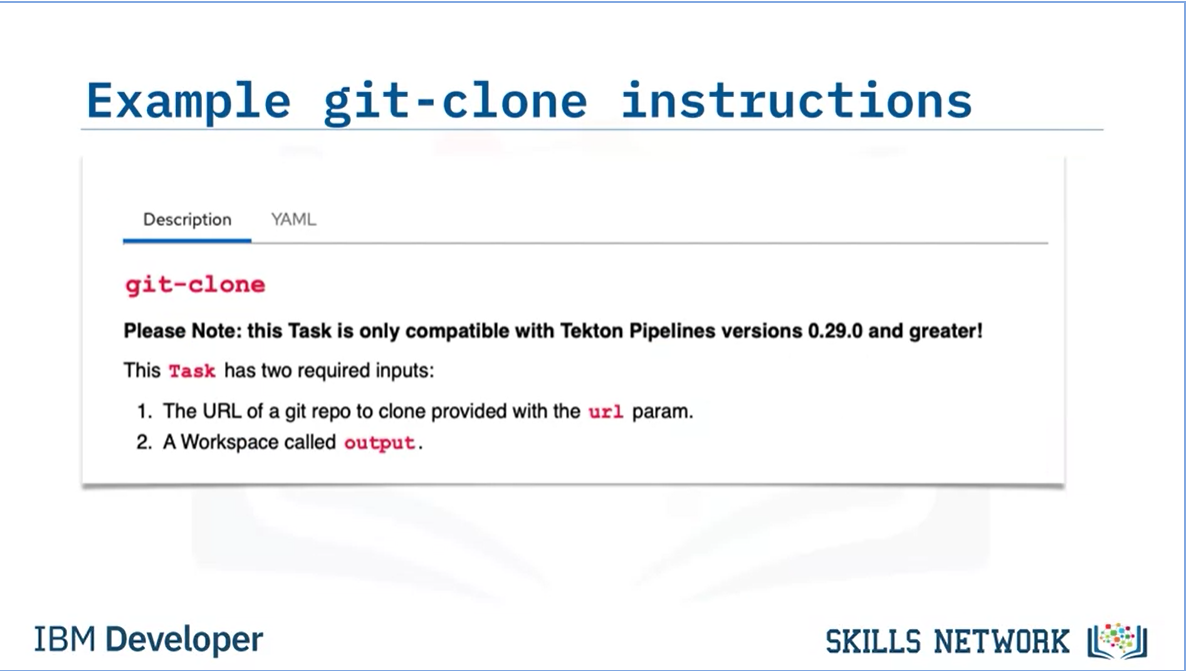 Example git-clone instructions
Description YAML
git-clone
Please Note: this Task is only compatible with Tekton Pipelines versions 0.29.0 and greater!
This Task has two required inputs:
1. The URL of a git repo to clone provided with the url param.
2. A Workspace called output.
IBM Developer
SKILLS NETWORK